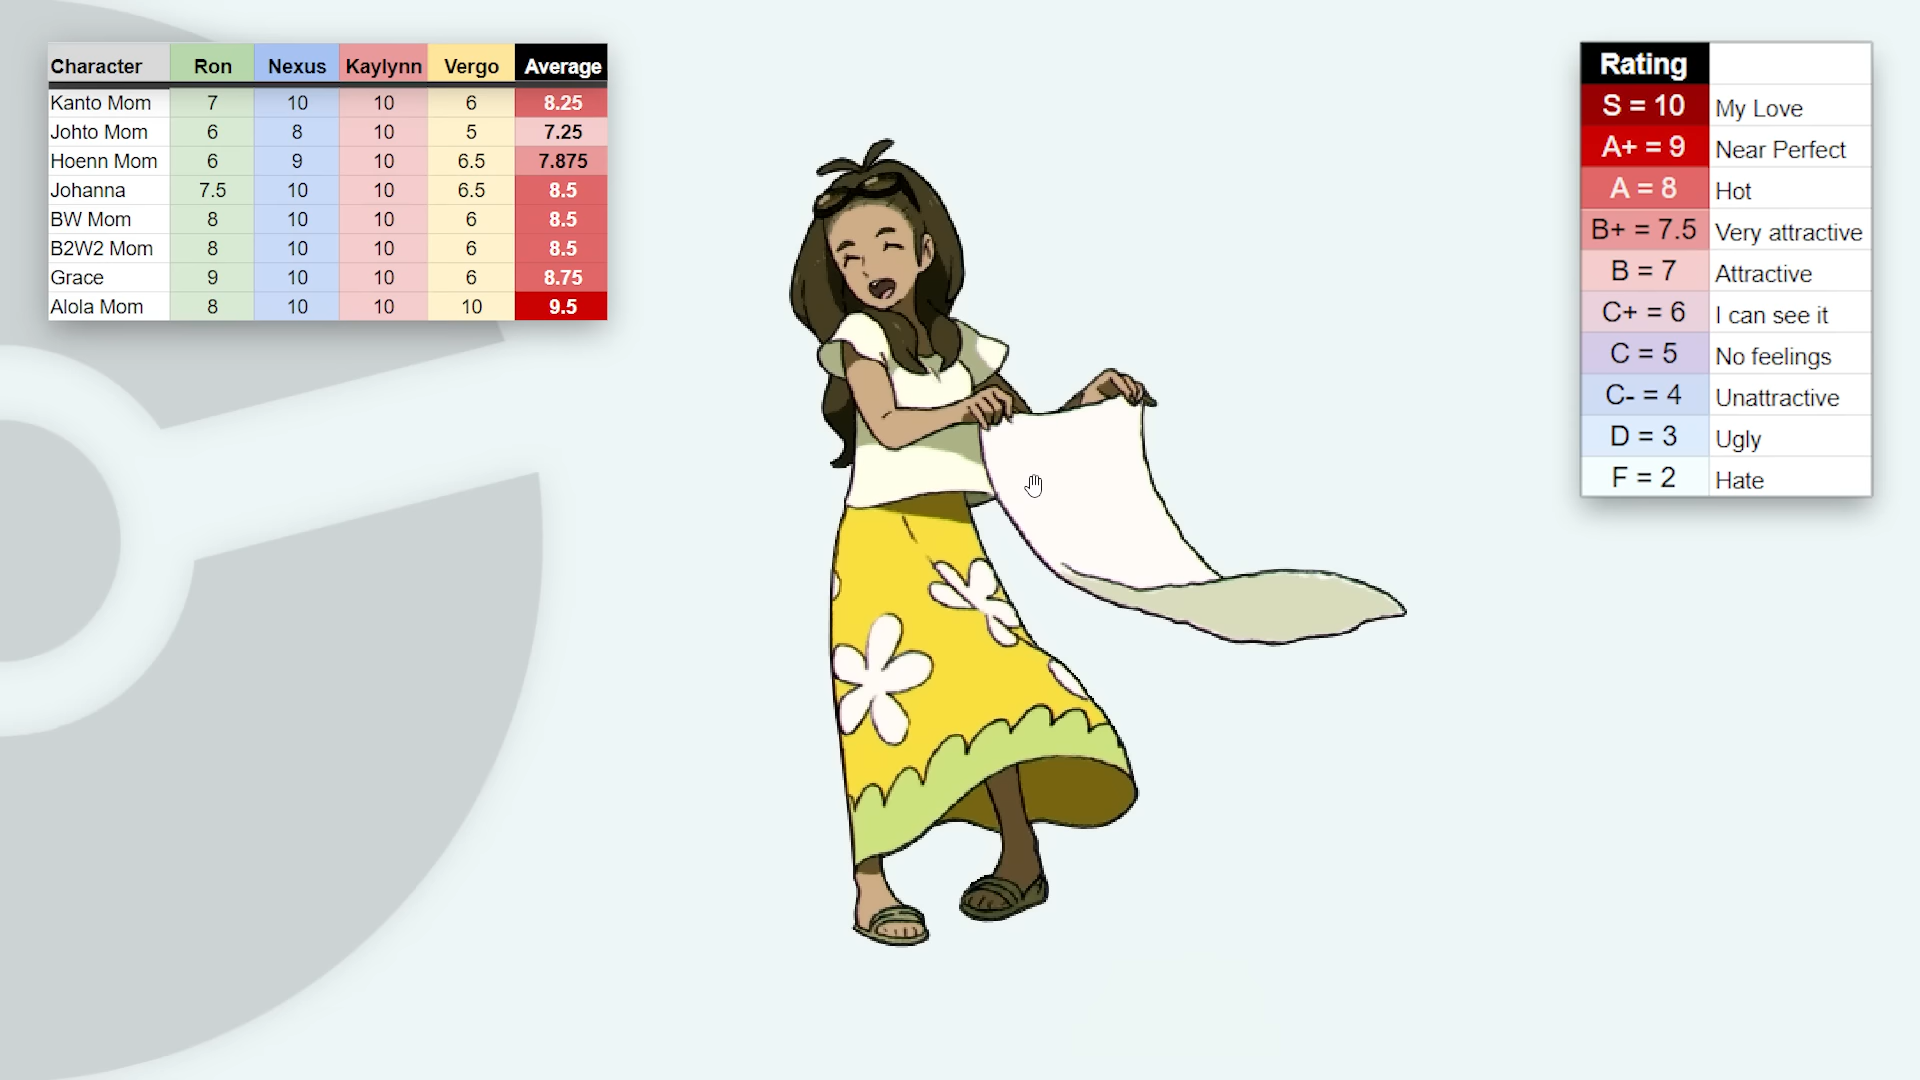 Character Ron Nexus Kaylynn Vergo Average
Kanto Mom 7 10 10 6 8.25
Johto Mom 6 8 10 5 7.25
Hoenn Mom 6 9 10 6.5 7.875
Johanna 7.5 10 10 6.5 8.5
BW Mom 8 10 10 6 8.5
B2W2 Mom 8 10 10 6 8.5
Grace 9 10 10 6 8.75
Alola Mom 8 10 10 10 9.5
Rating
S = 10 My Love
A+ = 9 Near Perfect
A = 8 Hot
B+ = 7.5 Very attractive
B = 7 Attractive
C+ = 6 I can see it
C = 5 No feelings
C- = 4 Unattractive
D = 3 Ugly
F = 2 Hate